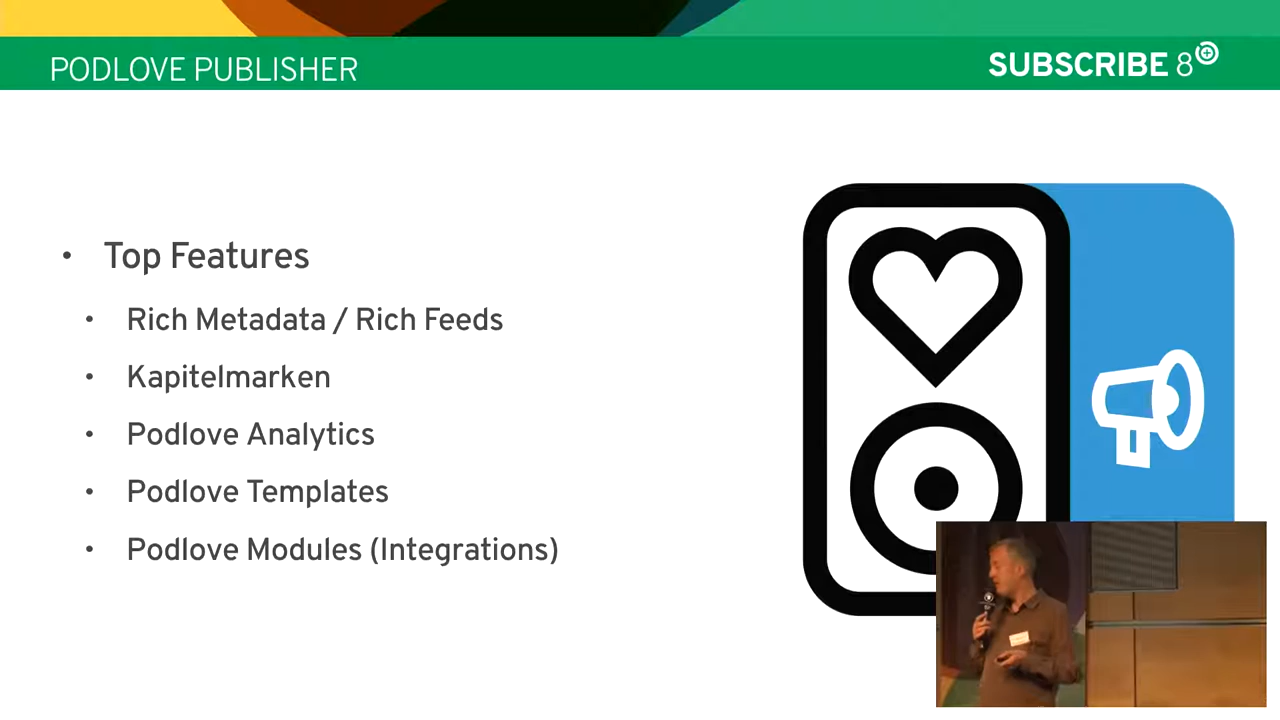 PODLOVE PUBLISHER
SUBSCRIBE 8
• Top Features
• Rich Metadata / Rich Feeds
• Kapitelmarken
• Podlove Analytics
• Podlove Templates
• Podlove Modules (Integrations)